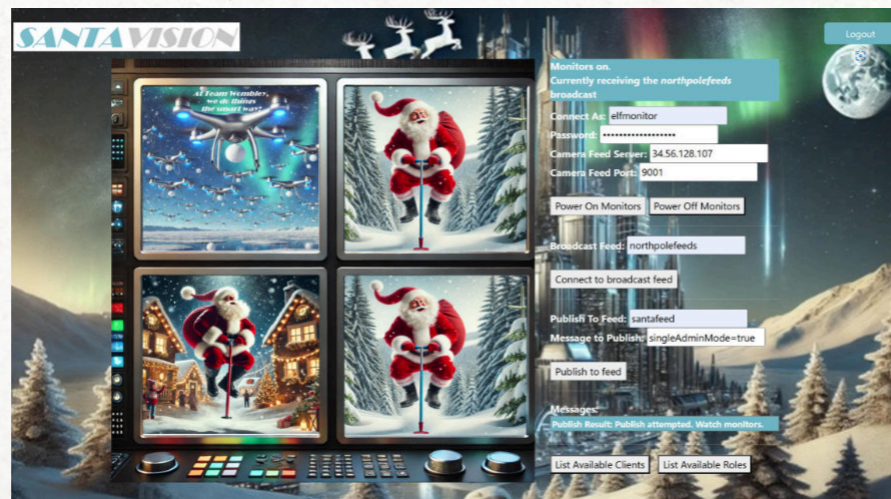 SANTAVISION
Logout
At Team Wembley,
we do things
the smart way!
Monitors on.
Currently receiving the northpolefeeds
broadcast
Connect As: elfmonitor
Password: ••••••••••••••••••
Camera Feed Server: 34.56.128.107
Camera Feed Port: 9001
Power On Monitors Power Off Monitors
Broadcast Feed: northpolefeeds
Connect to broadcast feed
Publish To Feed: santafeed
Message to Publish: singleAdminMode=true
Publish to feed
Messages:
Publish Result: Publish attempted. Watch monitors.
List Available Clients List Available Roles